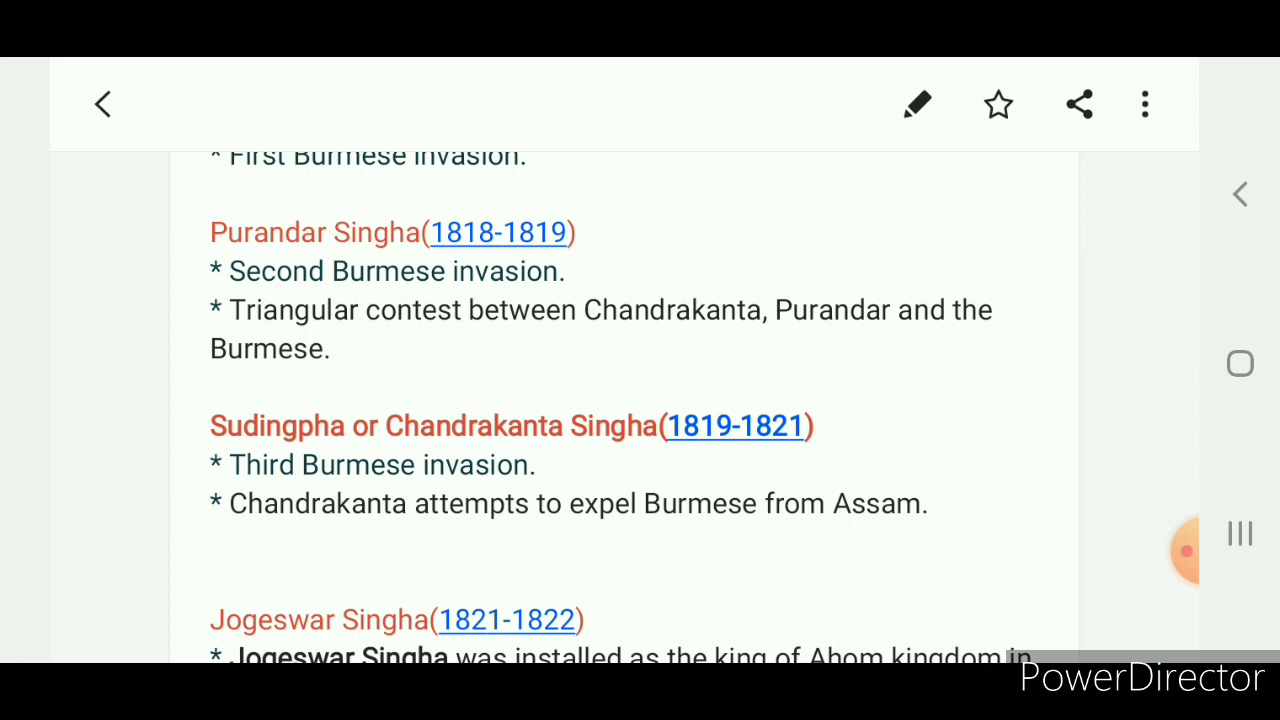 * First Burmese invasion.
Purandar Singha(1818-1819)
* Second Burmese invasion.
* Triangular contest between Chandrakanta, Purandar and the
Burmese.
Sudingpha or Chandrakanta Singha(1819-1821)
* Third Burmese invasion.
* Chandrakanta attempts to expel Burmese from Assam.
Jogeswar Singha(1821-1822)
* Jogeswar Singha was installed as the king of Ahom kingdom in
PowerDirector